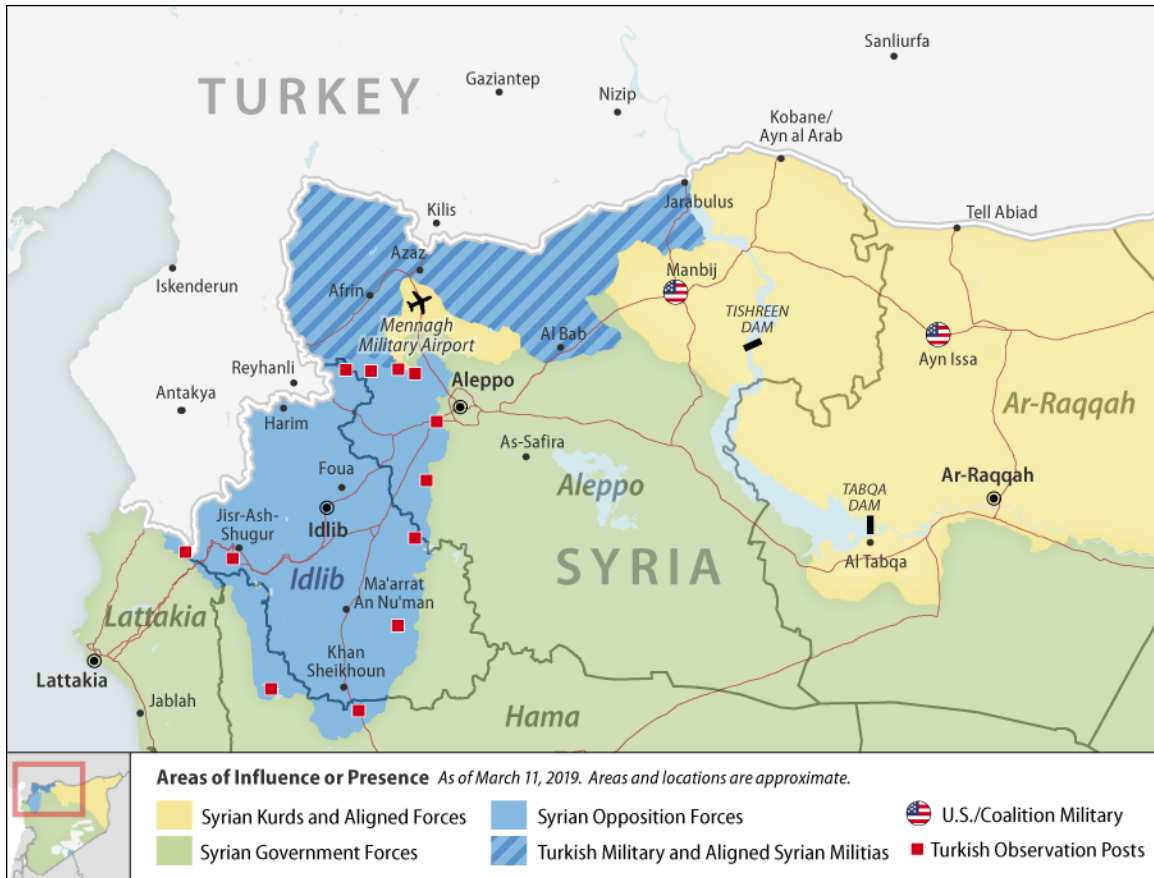 Sanliurfa
Gaziantep
TURKEY
Nizip
Kobane/
Ayn al Arab
Jarabulus
Kilis
Tell Abiad
Azaz
Iskenderun
Manbij
Afrin
TISHREEN
DAM
Mennagh
Military Airport
Al Bab
Ayn Issa
Reyhanli
Aleppo
Antakya
Harim
Ar-Raqqah
As-Safira
Foua
Aleppo
Ar-Raqqah
TABQA
DAM
Idlib
Jisr-Ash-
Shugur
SYRIA
Al Tabqa
Idlib
Ma'arrat
An Nu'man
Lattakia
Khan
Sheikhoun
Lattakia
Jablah
Hama
Areas of Influence or Presence As of March 11, 2019. Areas and locations are approximate.
Syrian Kurds and Aligned Forces
Syrian Opposition Forces
U.S./Coalition Military
Syrian Government Forces
Turkish Military and Aligned Syrian Militias
Turkish Observation Posts